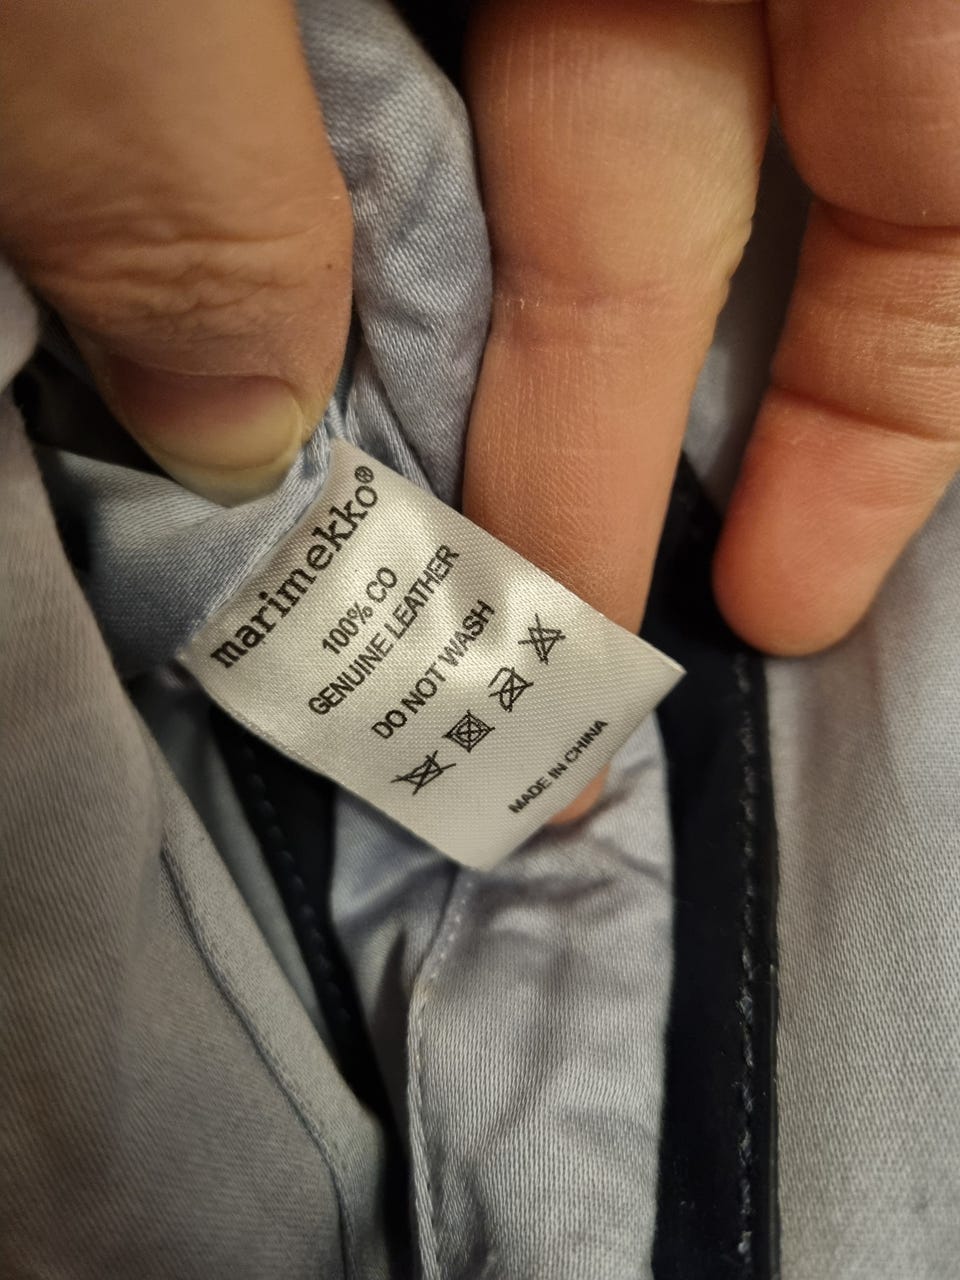 marimekko®
100% CO
GENUINE LEATHER
DO NOT WASH
MADE IN CHINA